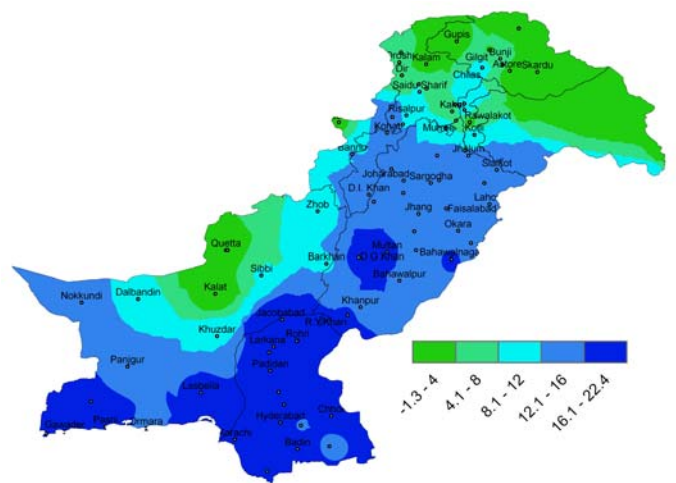 Gupis
Bunji
Gilgit
Drosh
Kalam
Astore
Skardu
Dir
Chilas
Saidu Sharif
Kakul
Risalpur
Rawalakot
Kohat
Kotli
Bannu
Jhelum
Sialkot
Joharabad
Sargodha
D.I. Khan
Zhob
Jhang
Faisalabad
Okara
Quetta
Multan
D G Khan
Barkhan
Bahawalnagar
Sibbi
Kalat
Bahawalpur
Nokkundi
Dalbandin
Khanpur
Jacobabad
R.Y.Khan
Khuzdar
Rohri
Larkana
Panjgur
Padidan
Lasbella
Pasni
Ormara
Hyderabad
Chhor
Karachi
Badin
-1.3 - 4
4.1 - 8
8.1 - 12
12.1 - 16
16.1 - 22.4